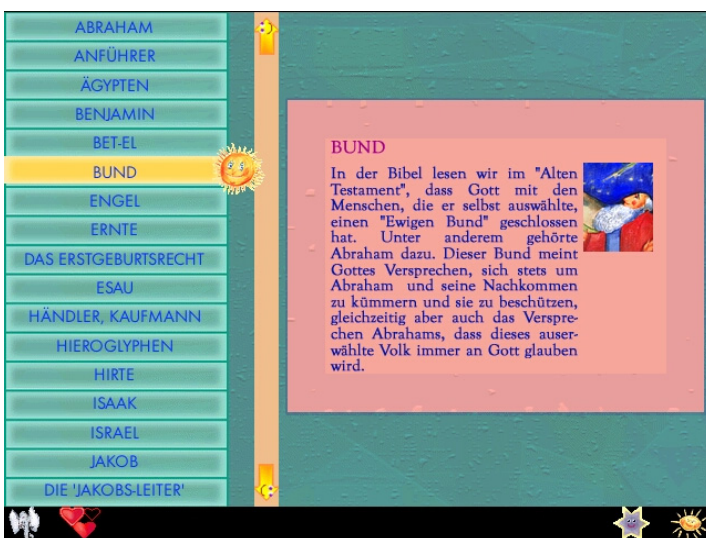 ABRAHAM
ANFÜHRER
ÄGYPTEN
BENJAMIN
BET-EL
BUND
ENGEL
ERNTE
DAS ERSTGEBURTSRECHT
ESAU
HÄNDLER, KAUFMANN
HIEROGLYPHEN
HIRTE
ISAAK
ISRAEL
JAKOB
DIE 'JAKOBS-LEITER'
BUND
In der Bibel lesen wir im "Alten
Testament", dass Gott mit den
Menschen, die er selbst auswählte,
einen "Ewigen Bund" geschlossen
hat. Unter anderem gehörte
Abraham dazu. Dieser Bund meint
Gottes Versprechen, sich stets um
Abraham und seine Nachkommen
zu kümmern und sie zu beschützen,
gleichzeitig aber auch das Verspre-
chen Abrahams, dass dieses auser-
wählte Volk immer an Gott glauben
wird.